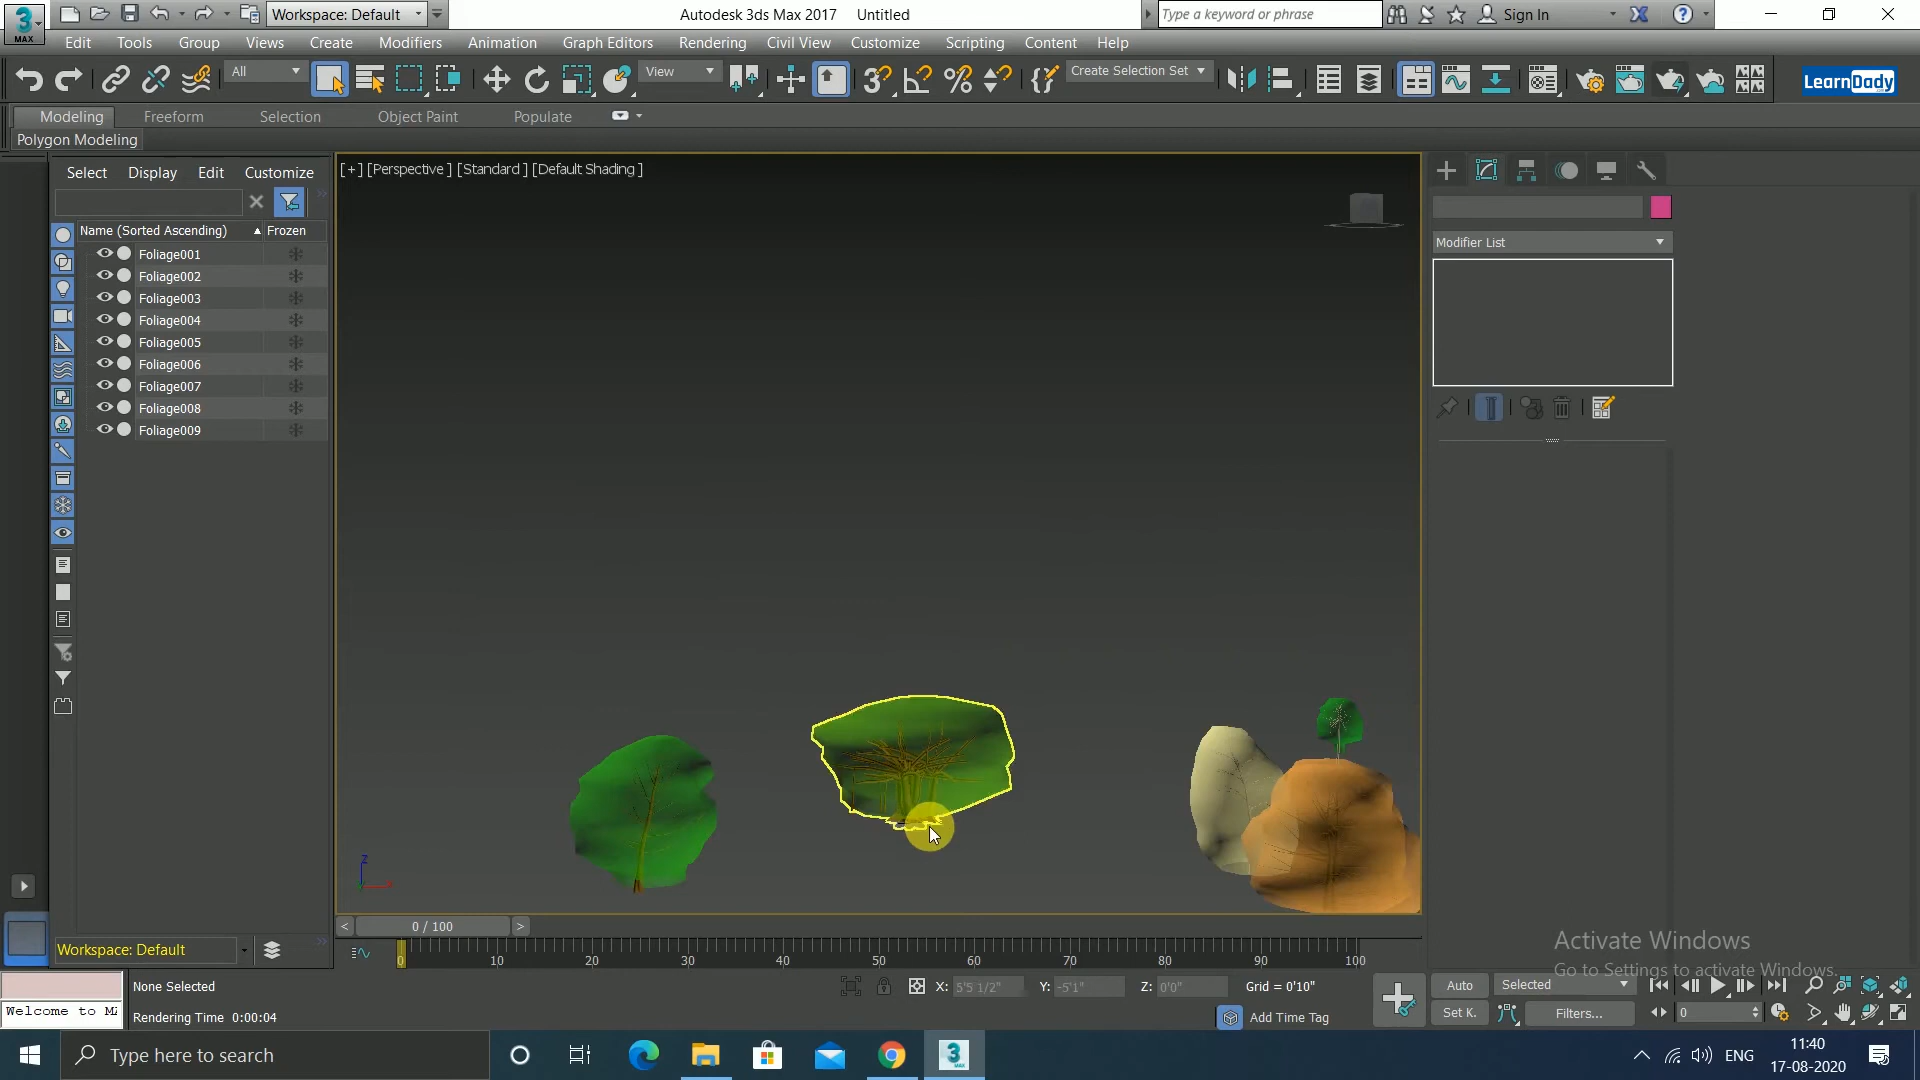 3
MAX
Workspace: Default
Autodesk 3ds Max 2017 Untitled
Type a keyword or phrase
Sign In
Edit Tools Group Views Create Modifiers Animation Graph Editors Rendering Civil View Customize Scripting Content Help
All
View
Create Selection Set
LearnDady
Modeling Freeform Selection Object Paint Populate
Polygon Modeling
Select Display Edit Customize
[+] [Perspective ] [Standard ] [Default Shading ]
Name (Sorted Ascending) Frozen
Modifier List
Foliage001
Foliage002
Foliage003
Foliage004
Foliage005
Foliage006
Foliage007
Foliage008
Foliage009
Z
0 / 100
Workspace: Default
0 10 20 30 40 50 60 70 80 90 100
Activate Windows
Go to Settings to activate Windows.
None Selected
X: 5'5 1/2" Y: -5'1" Z: 0'0" Grid = 0'10"
Auto Selected
Welcome to M
Rendering Time 0:00:04
Add Time Tag
Set K. Filters... 0
Type here to search
ENG
11:40
17-08-2020